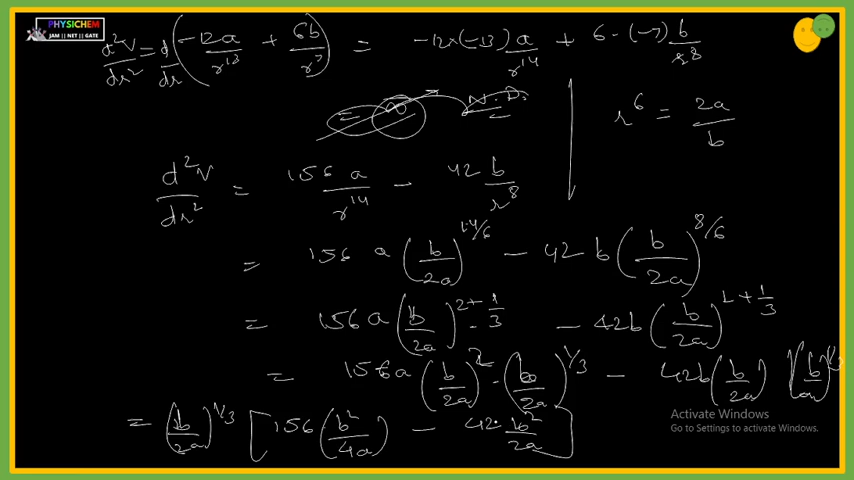 PHYSICHEM
JAM || NET || GATE
d²V/dr² = d/dr (-12a/r¹³ + 6b/r⁷) = -12×(-13) a/r¹⁴ + 6·(-7) b/r⁸
= ∞ N.D.
r⁶ = 2a/b
d²V/dr² = 156 a/r¹⁴ - 42 b/r⁸
= 156 a (b/2a)^14/6 - 42 b (b/2a)^8/6
= 156a (b/2a)^2+1/3 - 42b (b/2a)^1+1/3
= 156a (b/2a)² · (b/2a)^1/3 - 42b (b/2a) (b/2a)^1/3
= (b/2a)^1/3 [156 (b²/4a) - 42· b²/2a]
Activate Windows
Go to Settings to activate Windows.